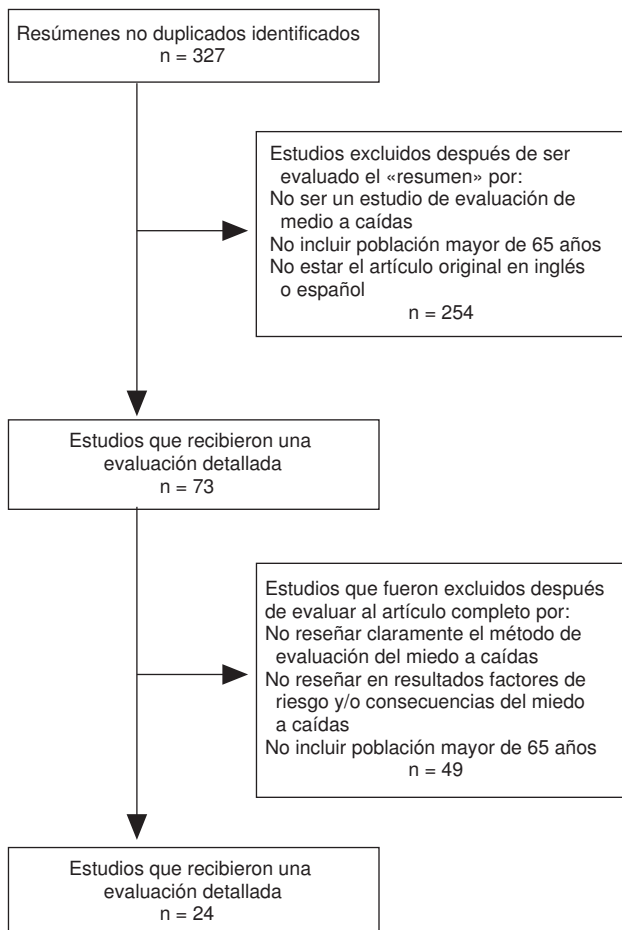 Resúmenes no duplicados identificados
n = 327
Estudios excluidos después de ser
evaluado el «resumen» por:
No ser un estudio de evaluación de
medio a caídas
No incluir población mayor de 65 años
No estar el artículo original en inglés
o español
n = 254
Estudios que recibieron una
evaluación detallada
n = 73
Estudios que fueron excluidos después
de evaluar al artículo completo por:
No reseñar claramente el método de
evaluación del miedo a caídas
No reseñar en resultados factores de
riesgo y/o consecuencias del miedo
a caídas
No incluir población mayor de 65 años
n = 49
Estudios que recibieron una
evaluación detallada
n = 24